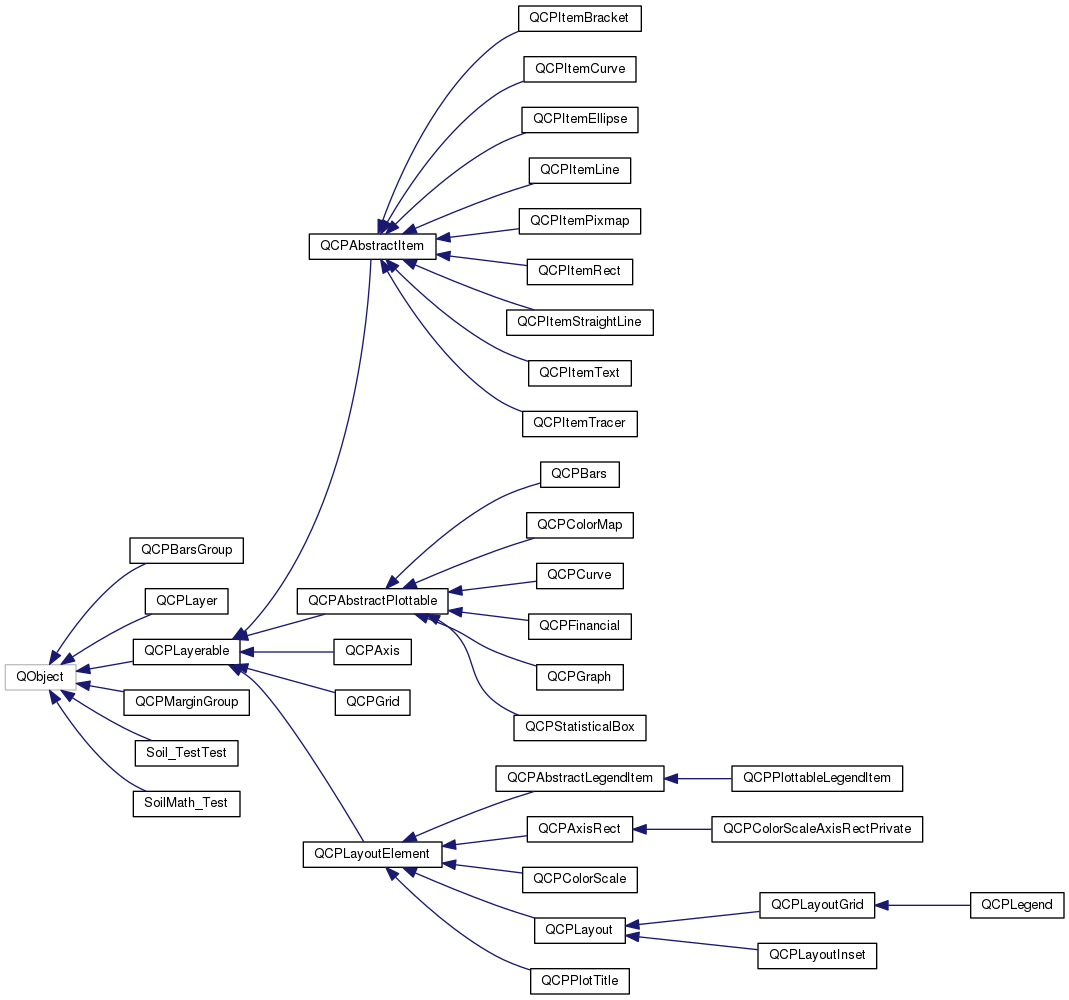 QCPItemBracket
QCPItemCurve
QCPItemEllipse
QCPItemLine
QCPItemPixmap
QCPAbstractItem
QCPItemRect
QCPItemStraightLine
QCPItemText
QCPItemTracer
QCPBars
QCPColorMap
QCPBarsGroup
QCPCurve
QCPLayer
QCPAbstractPlottable
QCPFinancial
QCPLayerable
QCPAxis
QObject
QCPGraph
QCPMarginGroup
QCPGrid
QCPStatisticalBox
Soil_TestTest
QCPAbstractLegendItem
QCPPlottableLegendItem
SoilMath_Test
QCPAxisRect
QCPColorScaleAxisRectPrivate
QCPLayoutElement
QCPColorScale
QCPLayoutGrid
QCPLegend
QCPLayout
QCPLayoutInset
QCPPlotTitle